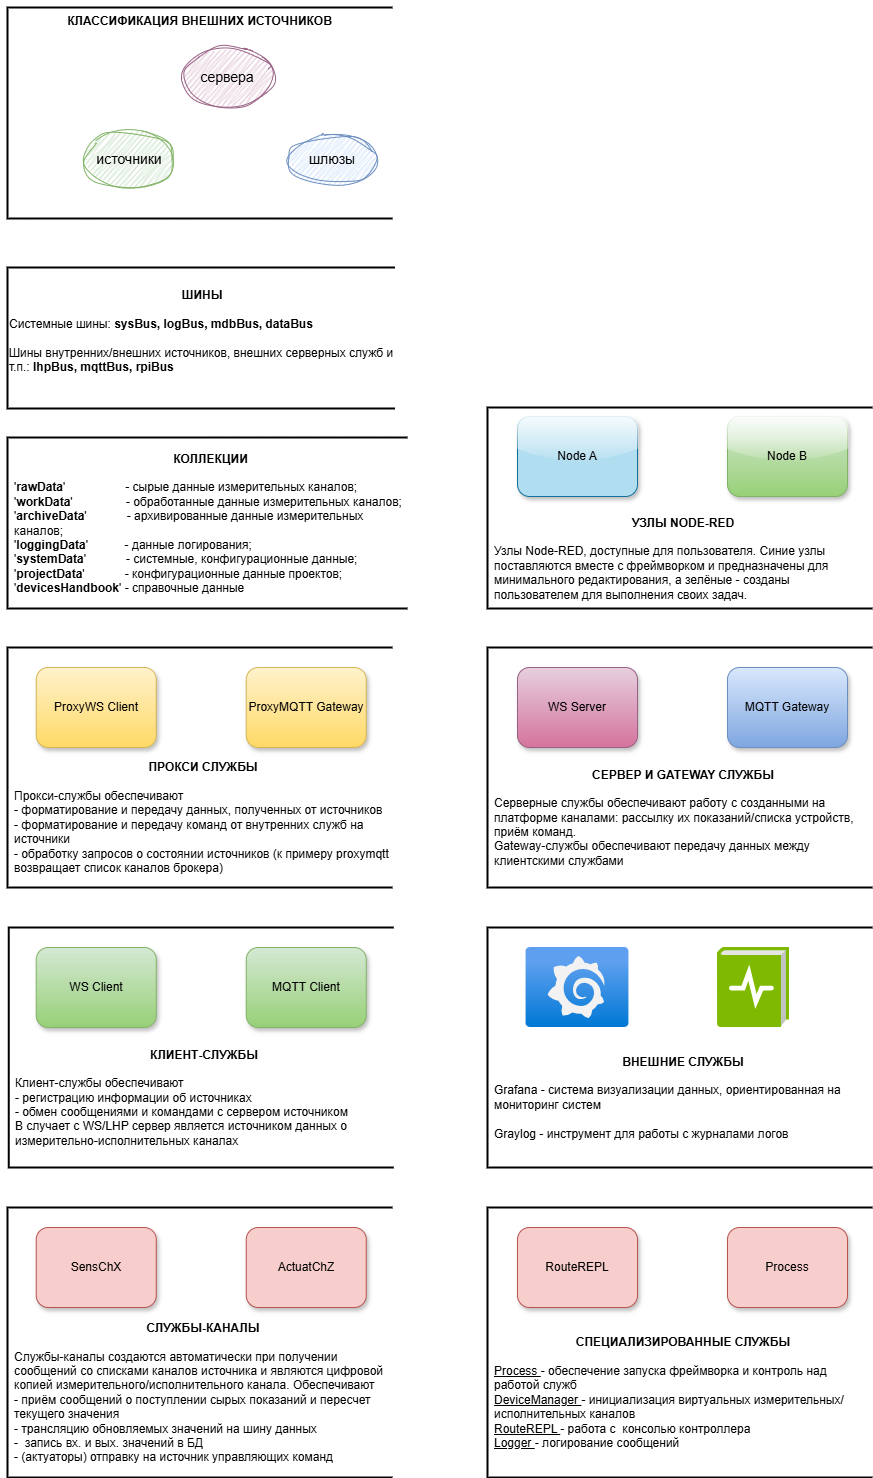 КЛАССИФИКАЦИЯ ВНЕШНИХ ИСТОЧНИКОВ
сервера
источники
шлюзы
ШИНЫ
Системные шины: sysBus, logBus, mdbBus, dataBus
Шины внутренних/внешних источников, внешних серверных служб и
т.п.: lhpBus, mqttBus, rpiBus
КОЛЛЕКЦИИ
'rawData' - сырые данные измерительных каналов;
'workData' - обработанные данные измерительных каналов;
'archiveData' - архивированные данные измерительных
каналов;
'loggingData' - данные логирования;
'systemData' - системные, конфигурационные данные;
'projectData' - конфигурационные данные проектов;
'devicesHandbook' - справочные данные
Node A
Node B
УЗЛЫ NODE-RED
Узлы Node-RED, доступные для пользователя. Синие узлы
поставляются вместе с фреймворком и предназначены для
минимального редактирования, а зелёные - созданы
пользователем для выполнения своих задач.
ProxyWS Client
ProxyMQTT Gateway
ПРОКСИ СЛУЖБЫ
Прокси-службы обеспечивают
- форматирование и передачу данных, полученных от источников
- форматирование и передачу команд от внутренних служб на
источники
- обработку запросов о состоянии источников (к примеру proxymqtt
возвращает список каналов брокера)
WS Server
MQTT Gateway
СЕРВЕР И GATEWAY СЛУЖБЫ
Серверные службы обеспечивают работу с созданными на
платформе каналами: рассылку их показаний/списка устройств,
приём команд.
Gateway-службы обеспечивают передачу данных между
клиентскими службами
WS Client
MQTT Client
КЛИЕНТ-СЛУЖБЫ
Клиент-службы обеспечивают
- регистрацию информации об источниках
- обмен сообщениями и командами с сервером источником
В случает с WS/LHP сервер является источником данных о
измерительно-исполнительных каналах
ВНЕШНИЕ СЛУЖБЫ
Grafana - система визуализации данных, ориентированная на
мониторинг систем
Graylog - инструмент для работы с журналами логов
SensChX
ActuatChZ
СЛУЖБЫ-КАНАЛЫ
Службы-каналы создаются автоматически при получении
сообщений со списками каналов источника и являются цифровой
копией измерительного/исполнительного канала. Обеспечивают
- приём сообщений о поступлении сырых показаний и пересчет
текущего значения
- трансляцию обновляемых значений на шину данных
- запись вх. и вых. значений в БД
- (актуаторы) отправку на источник управляющих команд
RouteREPL
Process
СПЕЦИАЛИЗИРОВАННЫЕ СЛУЖБЫ
Process - обеспечение запуска фреймворка и контроль над
работой служб
DeviceManager - инициализация виртуальных измерительных/
исполнительных каналов
RouteREPL - работа с консолью контроллера
Logger - логирование сообщений